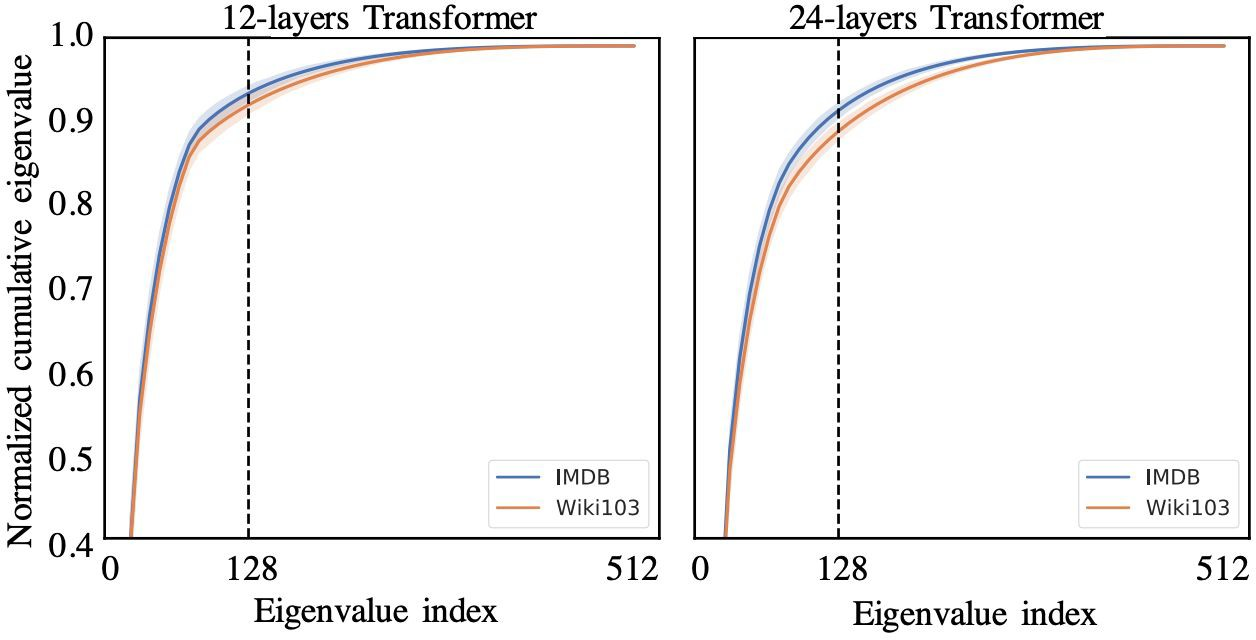 12-layers Transformer
24-layers Transformer
Normalized cumulative eigenvalue
1.0
0.9
0.8
0.7
0.6
0.5
0.4
IMDB
Wiki103
IMDB
Wiki103
0 128 512
0 128 512
Eigenvalue index
Eigenvalue index